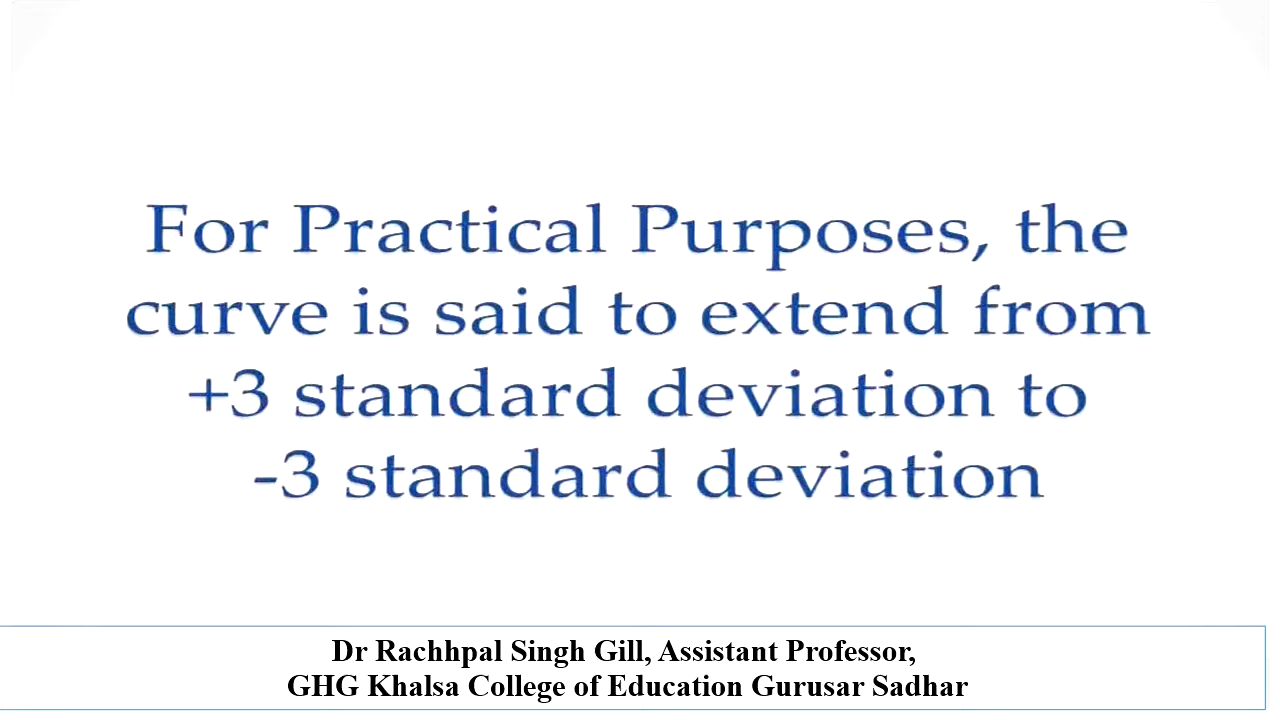 For Practical Purposes, the
curve is said to extend from
+3 standard deviation to
-3 standard deviation
Dr Rachhpal Singh Gill, Assistant Professor,
GHG Khalsa College of Education Gurusar Sadhar